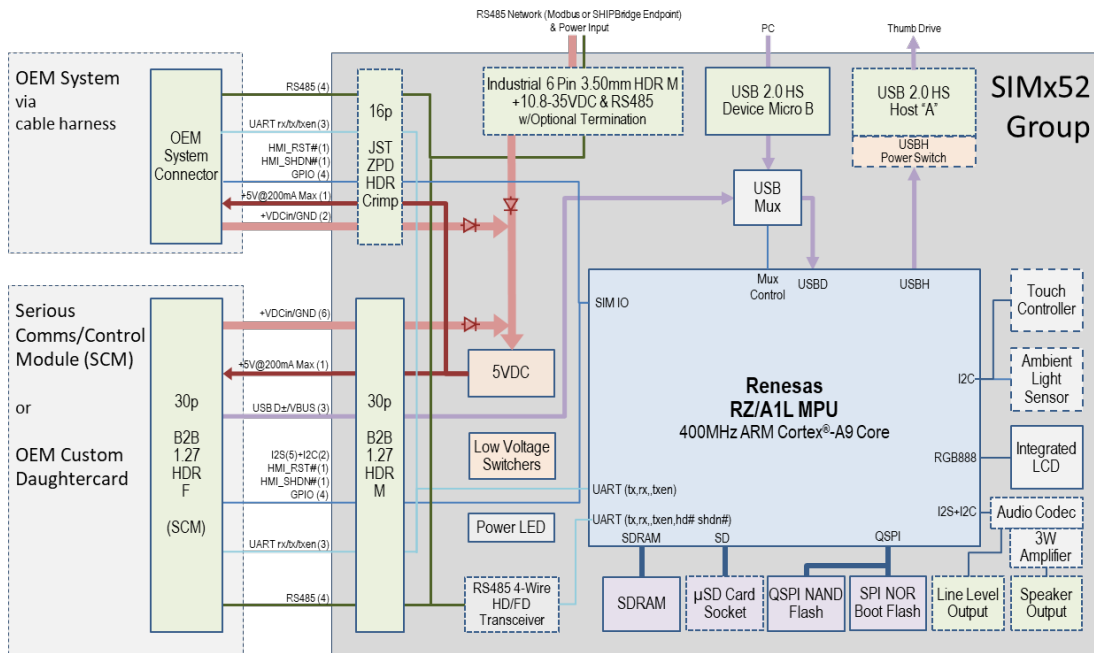 RS485 Network (Modbus or SHIPBridge Endpoint)
& Power Input
PC
Thumb Drive
OEM System
via
cable harness
OEM
System
Connector
RS485 (4)
UART rx/tx/txen (3)
HMI_RST#(1)
HMI_SHDN#(1)
GPIO (4)
+5V@200mA Max (1)
+VDCin/GND (2)
16p
JST
ZPD
HDR
Crimp
Industrial 6 Pin 3.50mm HDR M
+10.8-35VDC & RS485
w/Optional Termination
USB 2.0 HS
Device Micro B
USB 2.0 HS
Host "A"
USBH
Power Switch
SIMx52
Group
USB
Mux
Serious
Comms/Control
Module (SCM)
or
OEM Custom
Daughtercard
30p
B2B
1.27
HDR
F
(SCM)
+VDCin/GND (6)
+5V@200mA Max (1)
USB D±/VBUS (3)
I2S(5)+I2C(2)
HMI_RST#(1)
HMI_SHDN#(1)
GPIO (4)
UART rx/tx/txen (3)
RS485 (4)
30p
B2B
1.27
HDR
M
5VDC
Low Voltage
Switchers
Power LED
RS485 4-Wire
HD/FD
Transceiver
Mux
Control
USBD
USBH
SIM IO
Renesas
RZ/A1L MPU
400MHz ARM Cortex®-A9 Core
I2C
RGB888
I2S+I2C
UART (tx,rx,,txen)
UART (tx,rx,,txen,hd# shdn#)
SDRAM
SD
QSPI
Touch
Controller
Ambient
Light
Sensor
Integrated
LCD
Audio Codec
3W
Amplifier
SDRAM
µSD Card
Socket
QSPI NAND
Flash
SPI NOR
Boot Flash
Line Level
Output
Speaker
Output